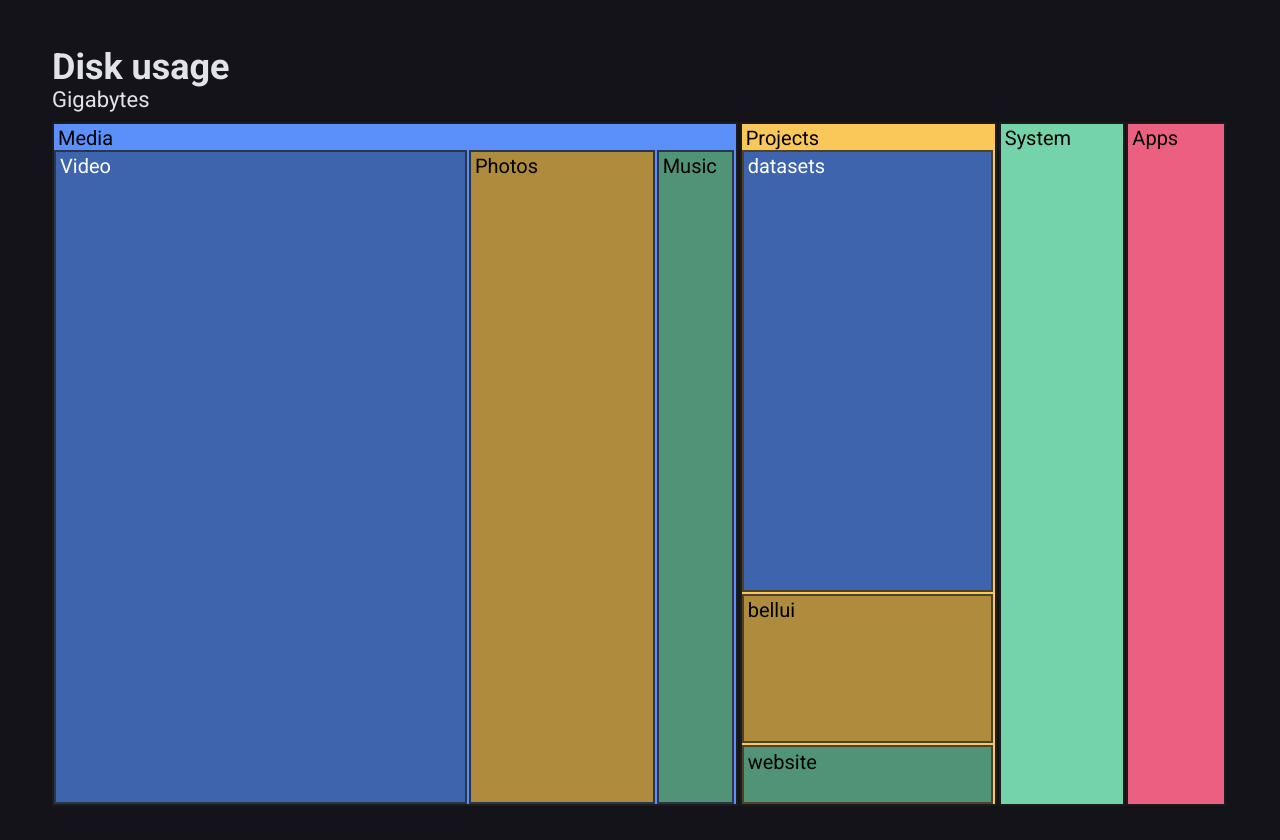 Disk usage
Gigabytes
Media
Projects
System
Apps
Video
Photos
Music
datasets
bellui
website